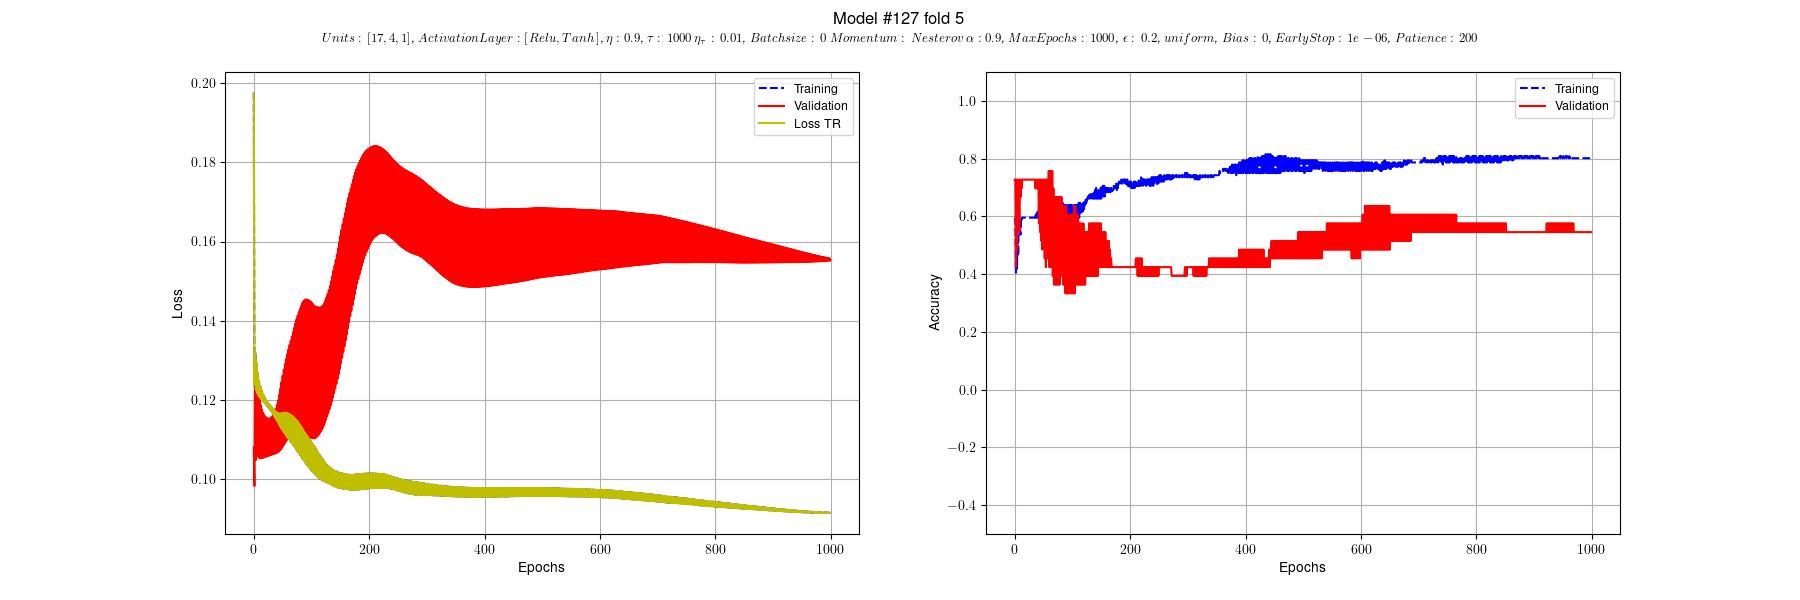 Model #127 fold 5
Units : [17, 4, 1], ActivationLayer : [Relu, Tanh], η : 0.9, τ : 1000 η_τ : 0.01, Batchsize : 0 Momentum : Nesterov α : 0.9, MaxEpochs : 1000, ϵ : 0.2, uniform, Bias : 0, EarlyStop : 1e − 06, Patience : 200
Loss
0.20
0.18
0.16
0.14
0.12
0.10
0 200 400 600 800 1000
Epochs
Training
Validation
Loss TR
Accuracy
1.0
0.8
0.6
0.4
0.2
0.0
−0.2
−0.4
0 200 400 600 800 1000
Epochs
Training
Validation